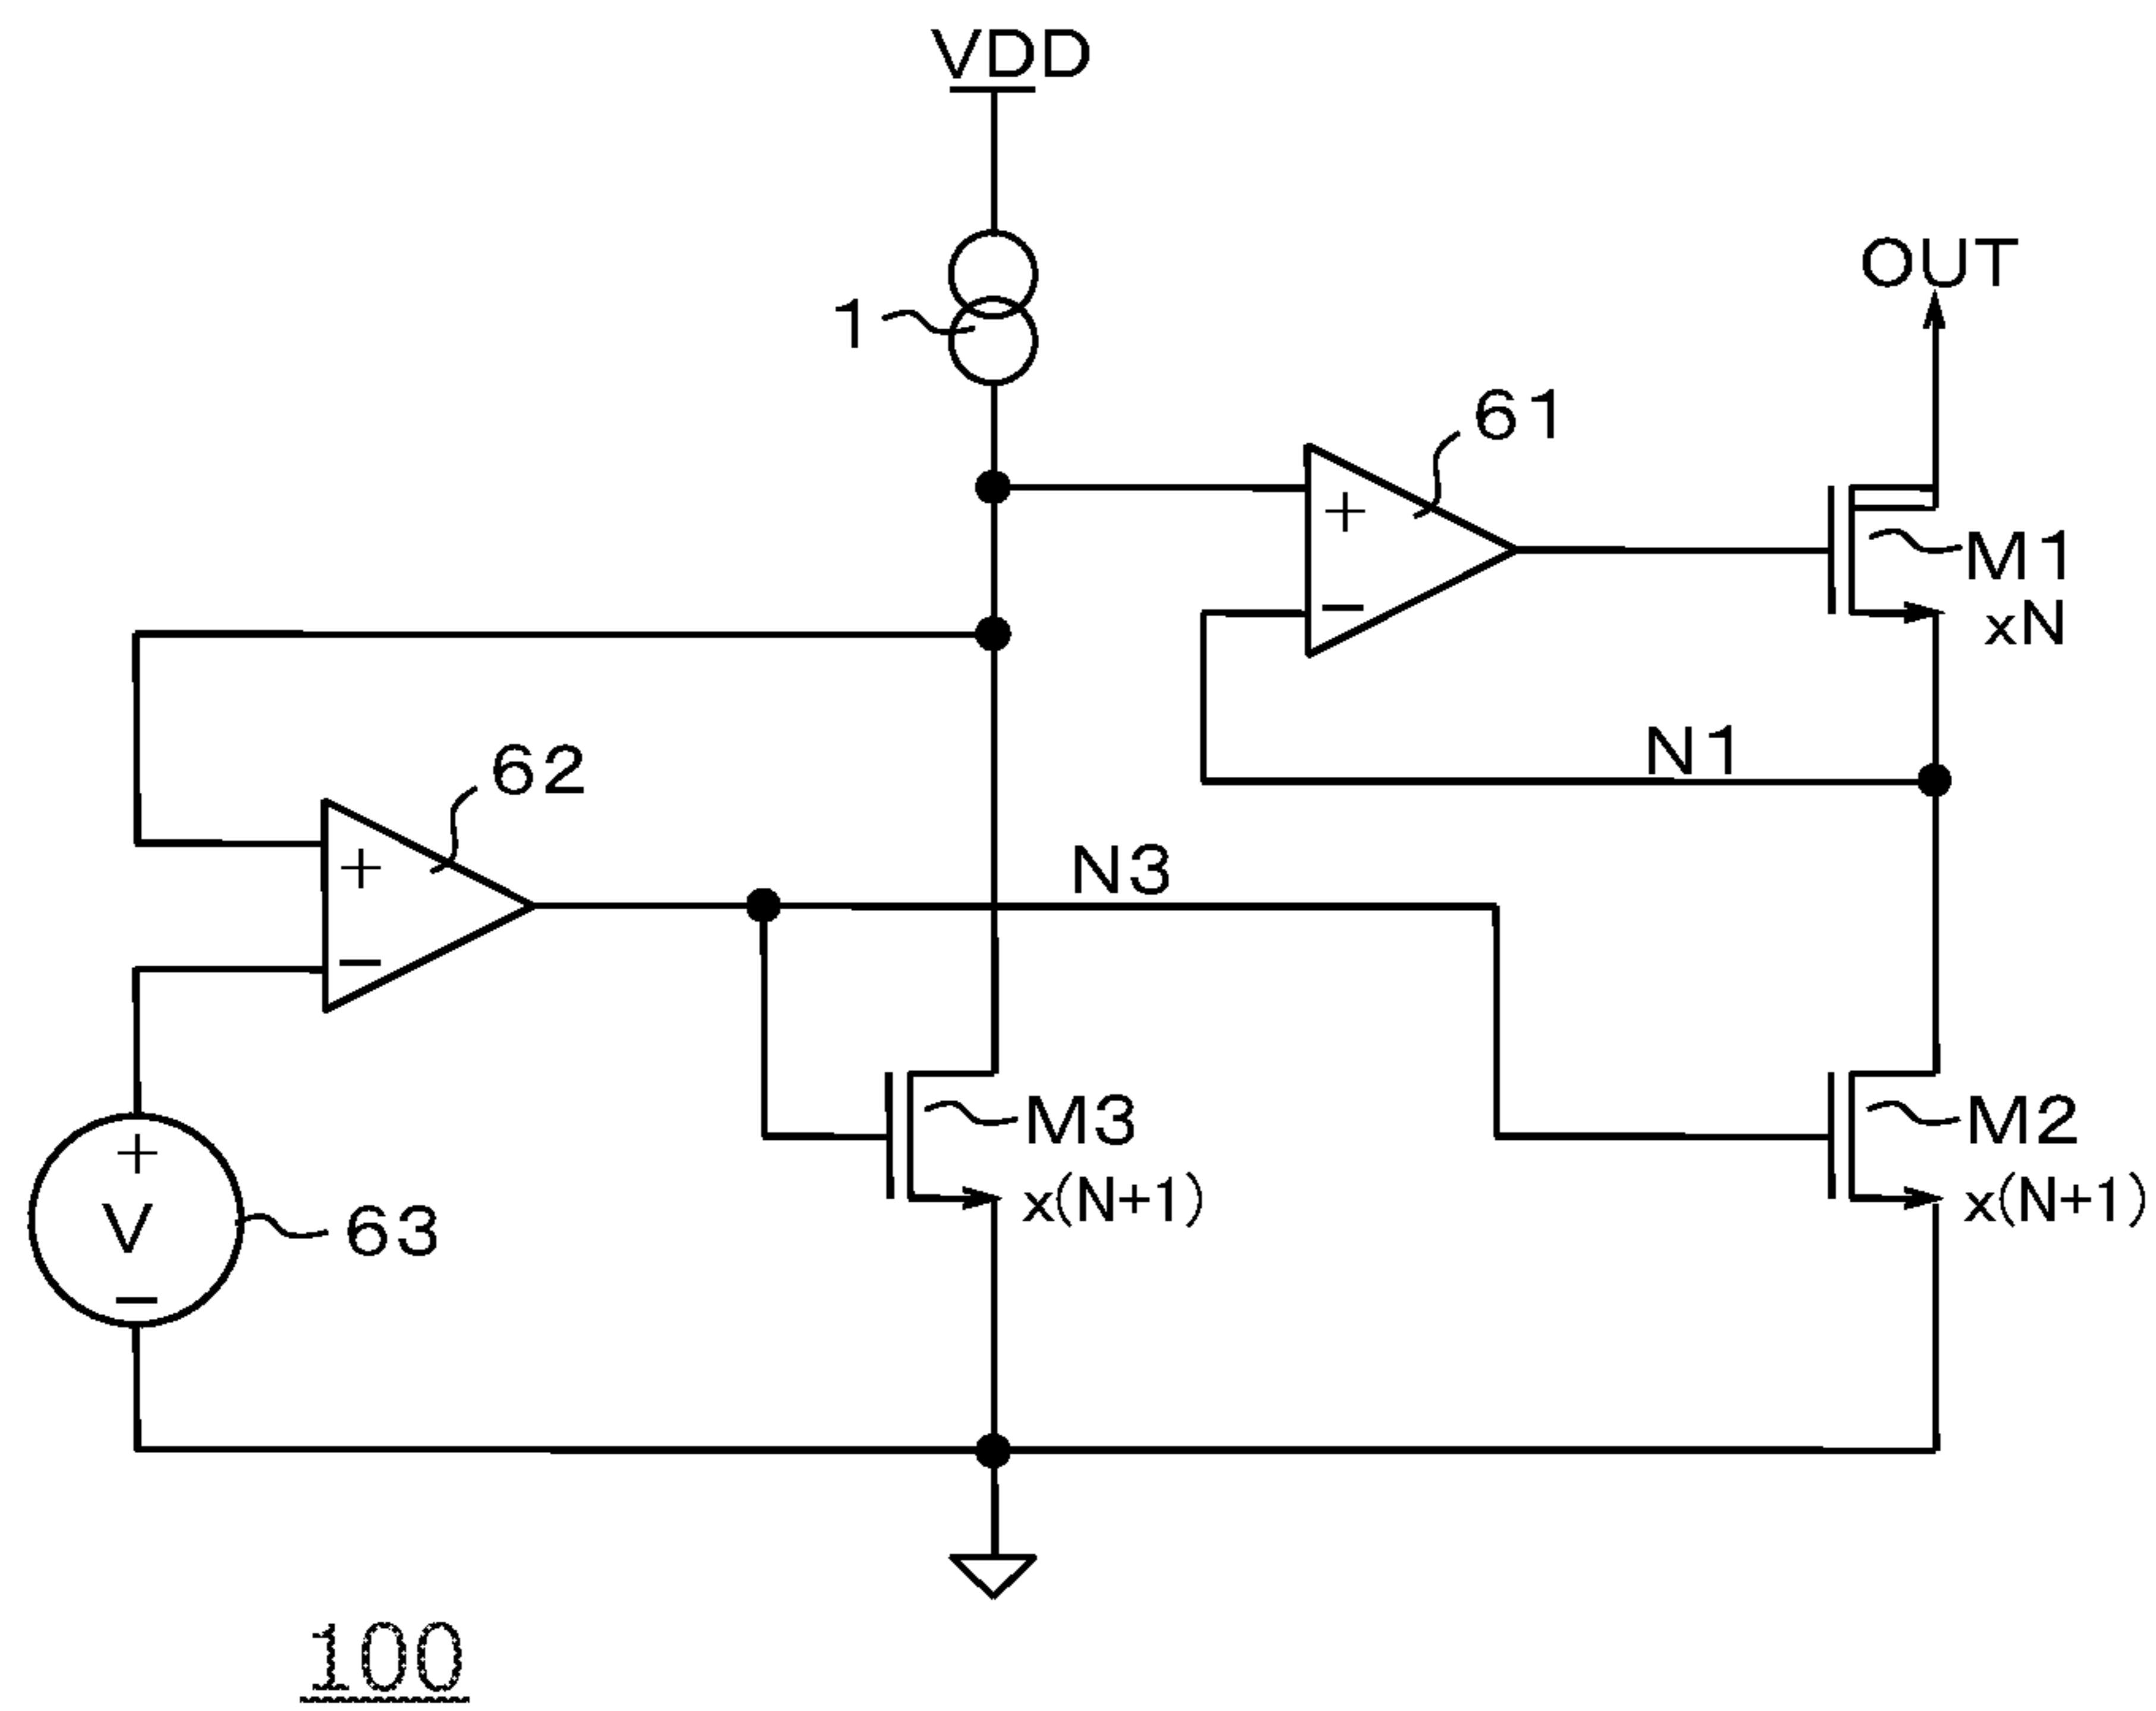 VDD
OUT
1
61
+
M1
xN
−
N1
62
N3
+
−
M3
M2
+
x(N+1)
x(N+1)
V
63
−
100